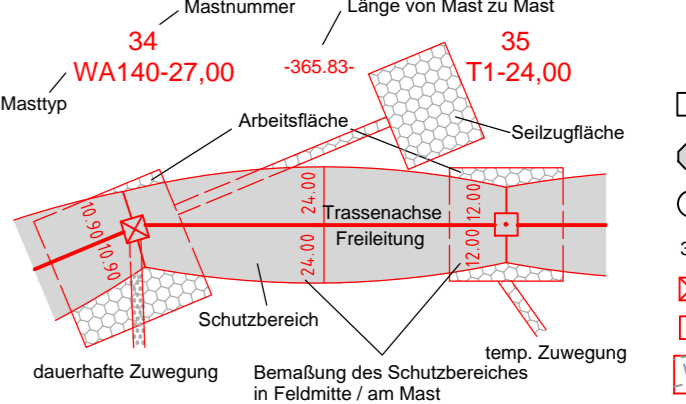 Mastnummer
Länge von Mast zu Mast
34
35
WA140-27,00
-365.83-
T1-24,00
Masttyp
Arbeitsfläche
Seilzugfläche
10.90
10.90
24.00
24.00
Trassenachse
Freileitung
12.00
12.00
Schutzbereich
dauerhafte Zuwegung
temp. Zuwegung
Bemaßung des Schutzbereiches
in Feldmitte / am Mast